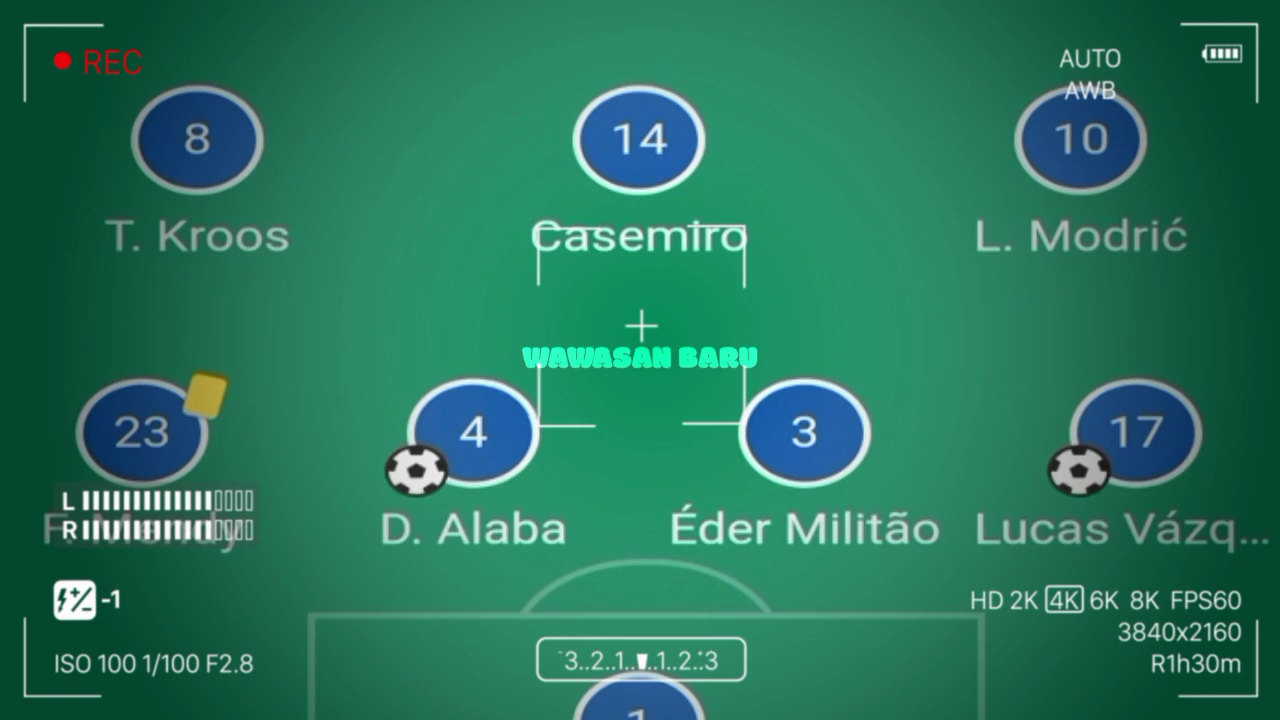 REC
AUTO
AWB
8
14
10
T. Kroos
Casemiro
L. Modrić
WAWASAN BARU
23
4
3
17
L
R
F. Mendy
D. Alaba
Éder Militão
Lucas Vázq...
-1
HD 2K 4K 6K 8K FPS60
3840x2160
ISO 100 1/100 F2.8
3..2..1..
..1..2..3
R1h30m
1